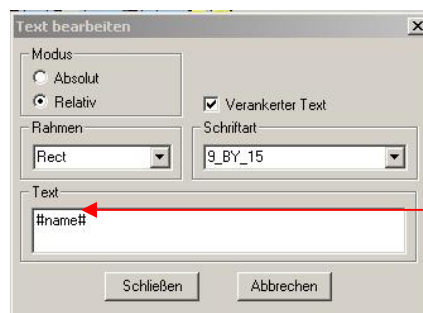 Text bearbeiten
Modus
Absolut
Relativ
Verankerter Text
Rahmen
Schriftart
Rect
9_BY_15
Text
#name#
Schließen
Abbrechen